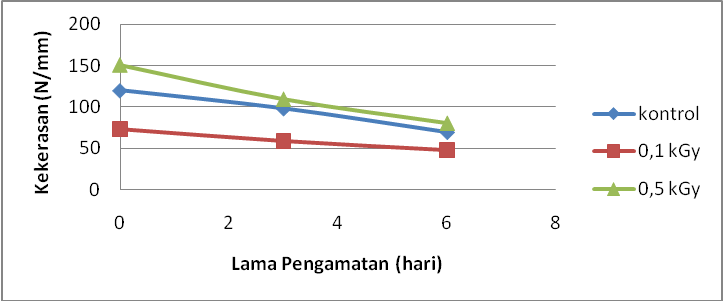 200
150
100
50
0
Kekerasan (N/mm)
0 2 4 6 8
Lama Pengamatan (hari)
kontrol
0,1 kGy
0,5 kGy